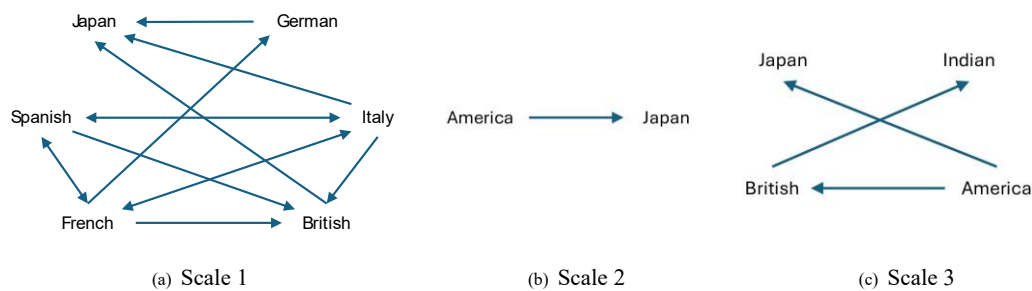 Japan German
Spanish Italy
French British
(a) Scale 1
America Japan
(b) Scale 2
Japan Indian
British America
(c) Scale 3